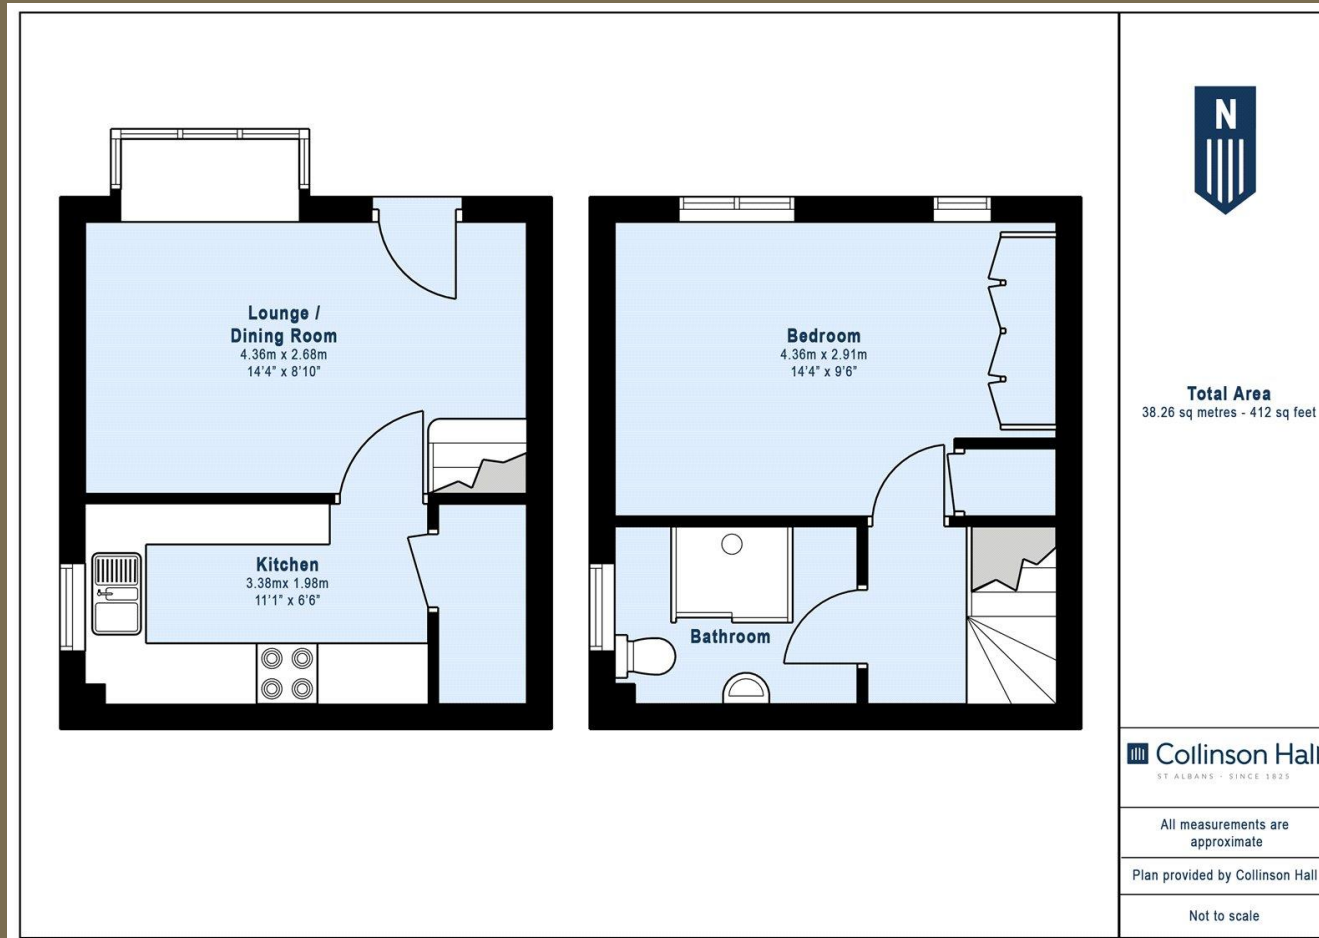 Lounge /
Dining Room
4.36m x 2.68m
14'4" x 8'10"
Kitchen
3.38mx 1.98m
11'1" x 6'6"
Bedroom
4.36m x 2.91m
14'4" x 9'6"
Bathroom
N
Total Area
38.26 sq metres - 412 sq feet
Collinson Hall
ST ALBANS - SINCE 1825
All measurements are
approximate
Plan provided by Collinson Hall
Not to scale